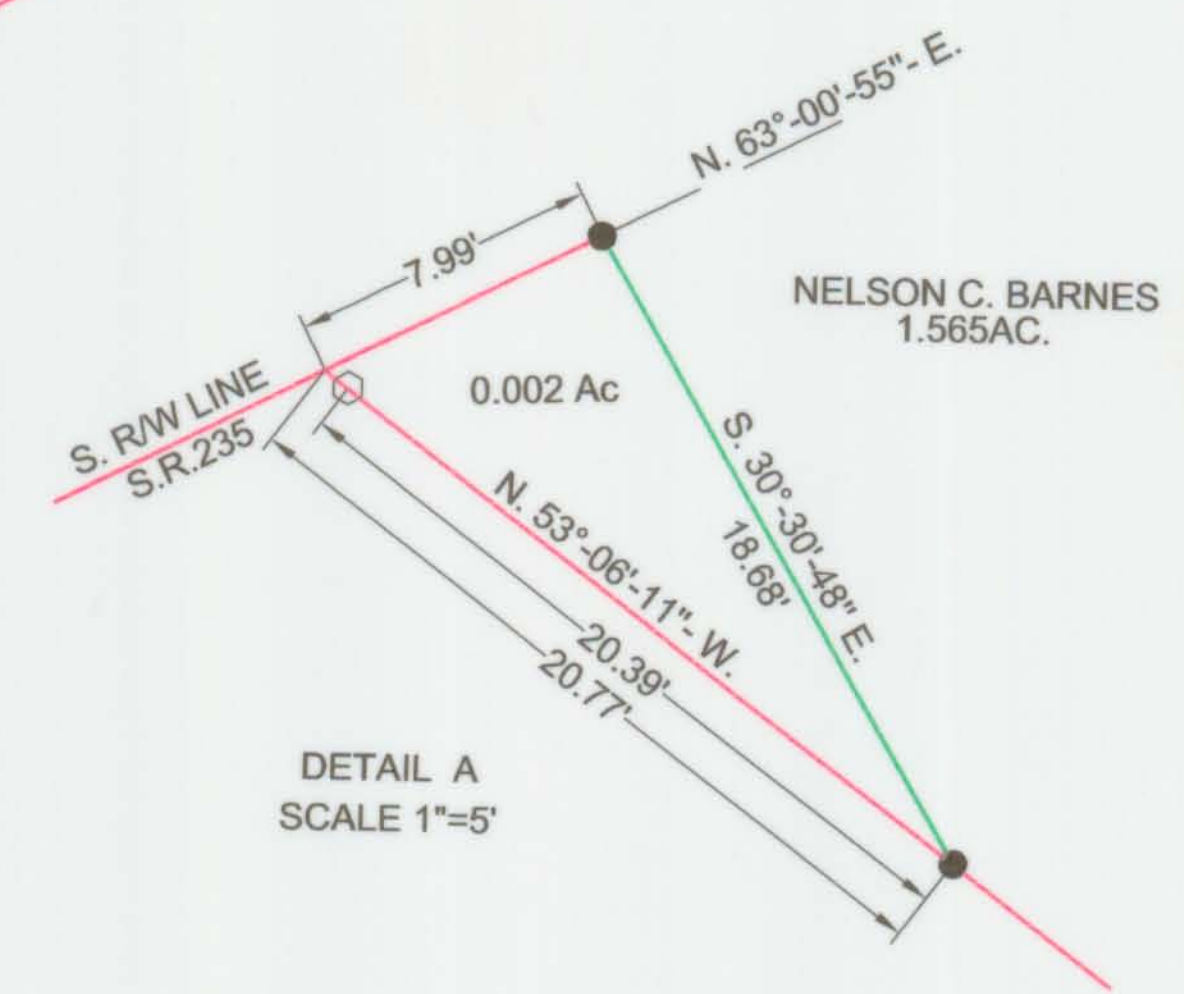 N. 63°-00'-55"- E.
7.99'
NELSON C. BARNES
1.565AC.
S. R/W LINE
S.R.235
0.002 Ac
S. 30°-30'-48" E.
18.68'
N. 53°-06'-11"- W.
20.39'
20.77'
DETAIL A
SCALE 1"=5'